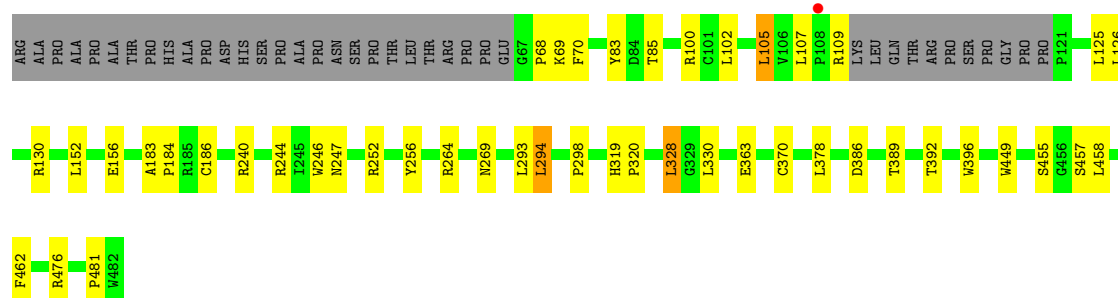 ARG ALA PRO ALA PRO ALA THR PRO HIS ALA PRO ASP HIS SER PRO ALA PRO ASN SER PRO THR LEU THR ARG PRO PRO GLU G67 P68 K69 F70 Y83 D84 T85 R100 C101 L102 L105 V106 L107 P108 R109 LYS LEU GLN THR ARG PRO SER PRO GLY PRO PRO P121 L125 L126
R130 L152 E156 A183 P184 R185 C186 R240 R244 I245 W246 N247 R252 Y256 R264 N269 L293 L294 P298 H319 P320 L328 G329 L330 E363 C370 L378 D386 T389 T392 W396 W449 S455 G456 S457 L458
F462 R476 P481 W482